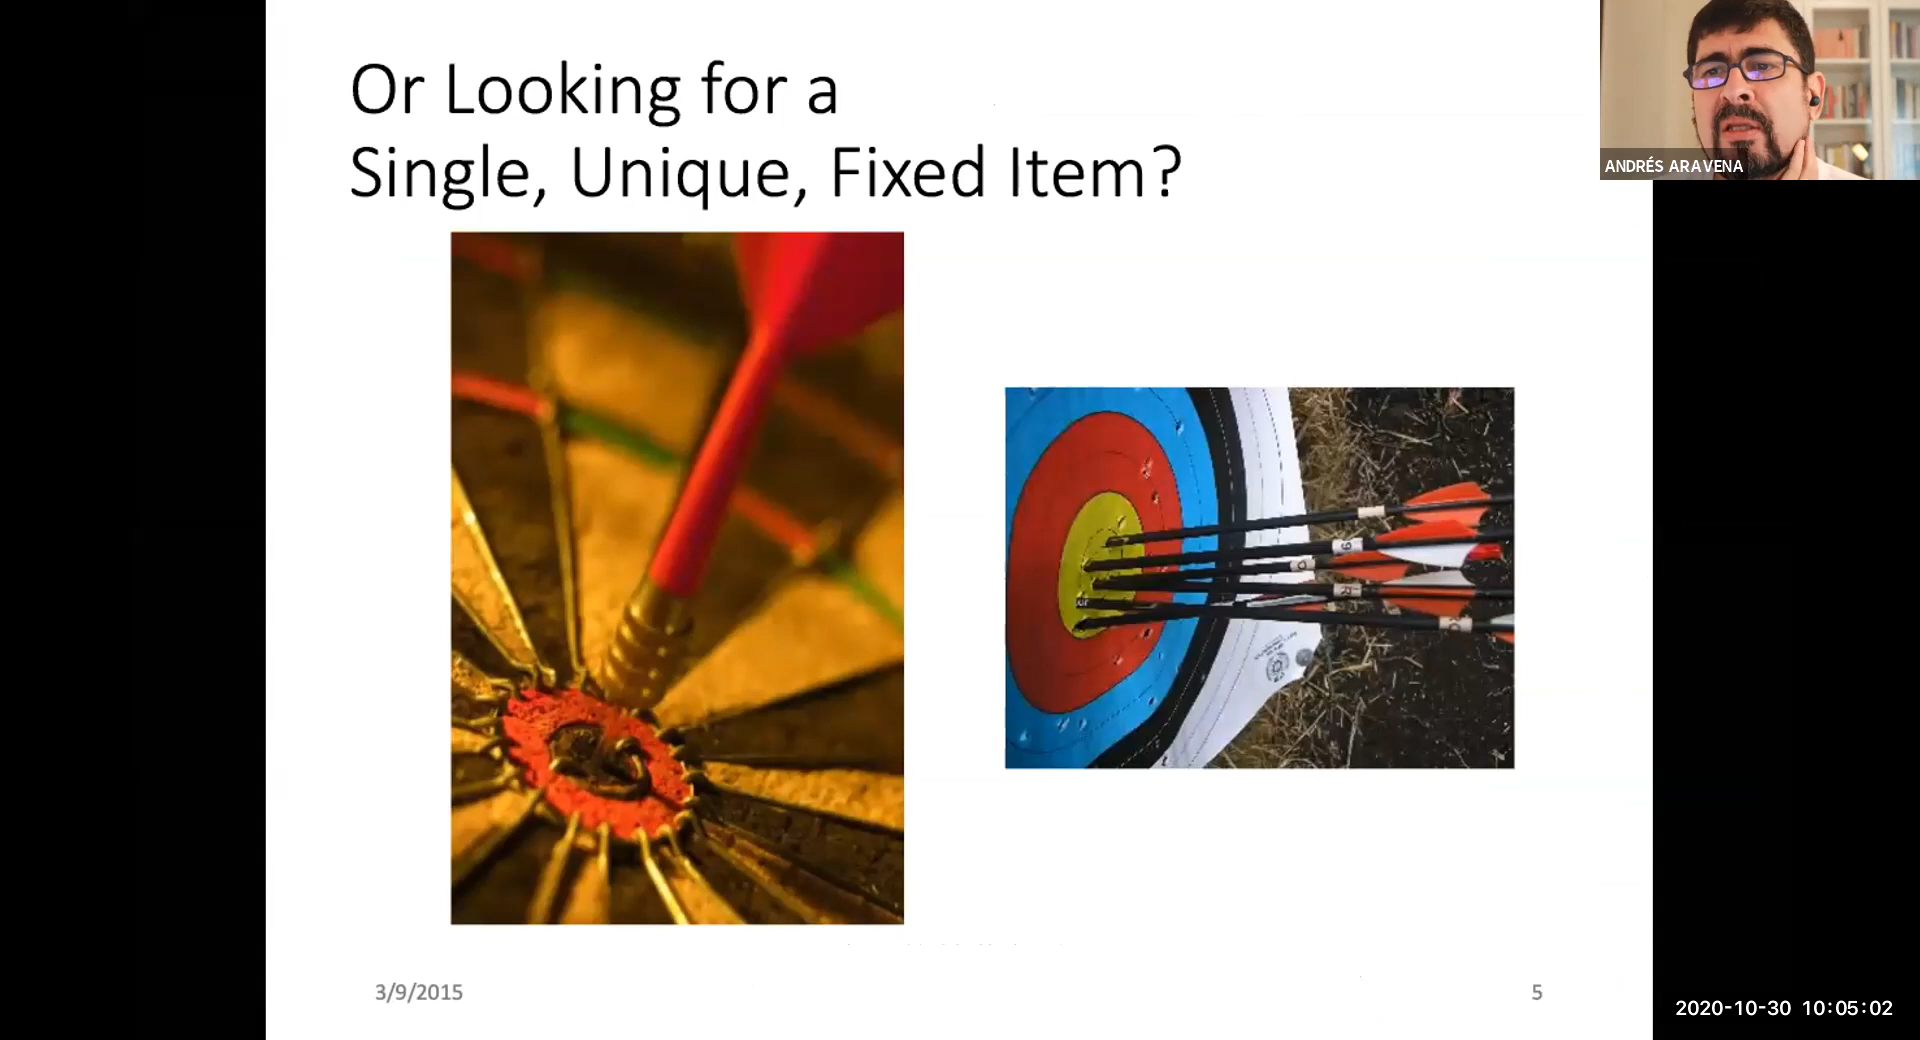 Or Looking for a
Single, Unique, Fixed Item?
ANDRÉS ARAVENA
3/9/2015
5
2020-10-30 10:05:02